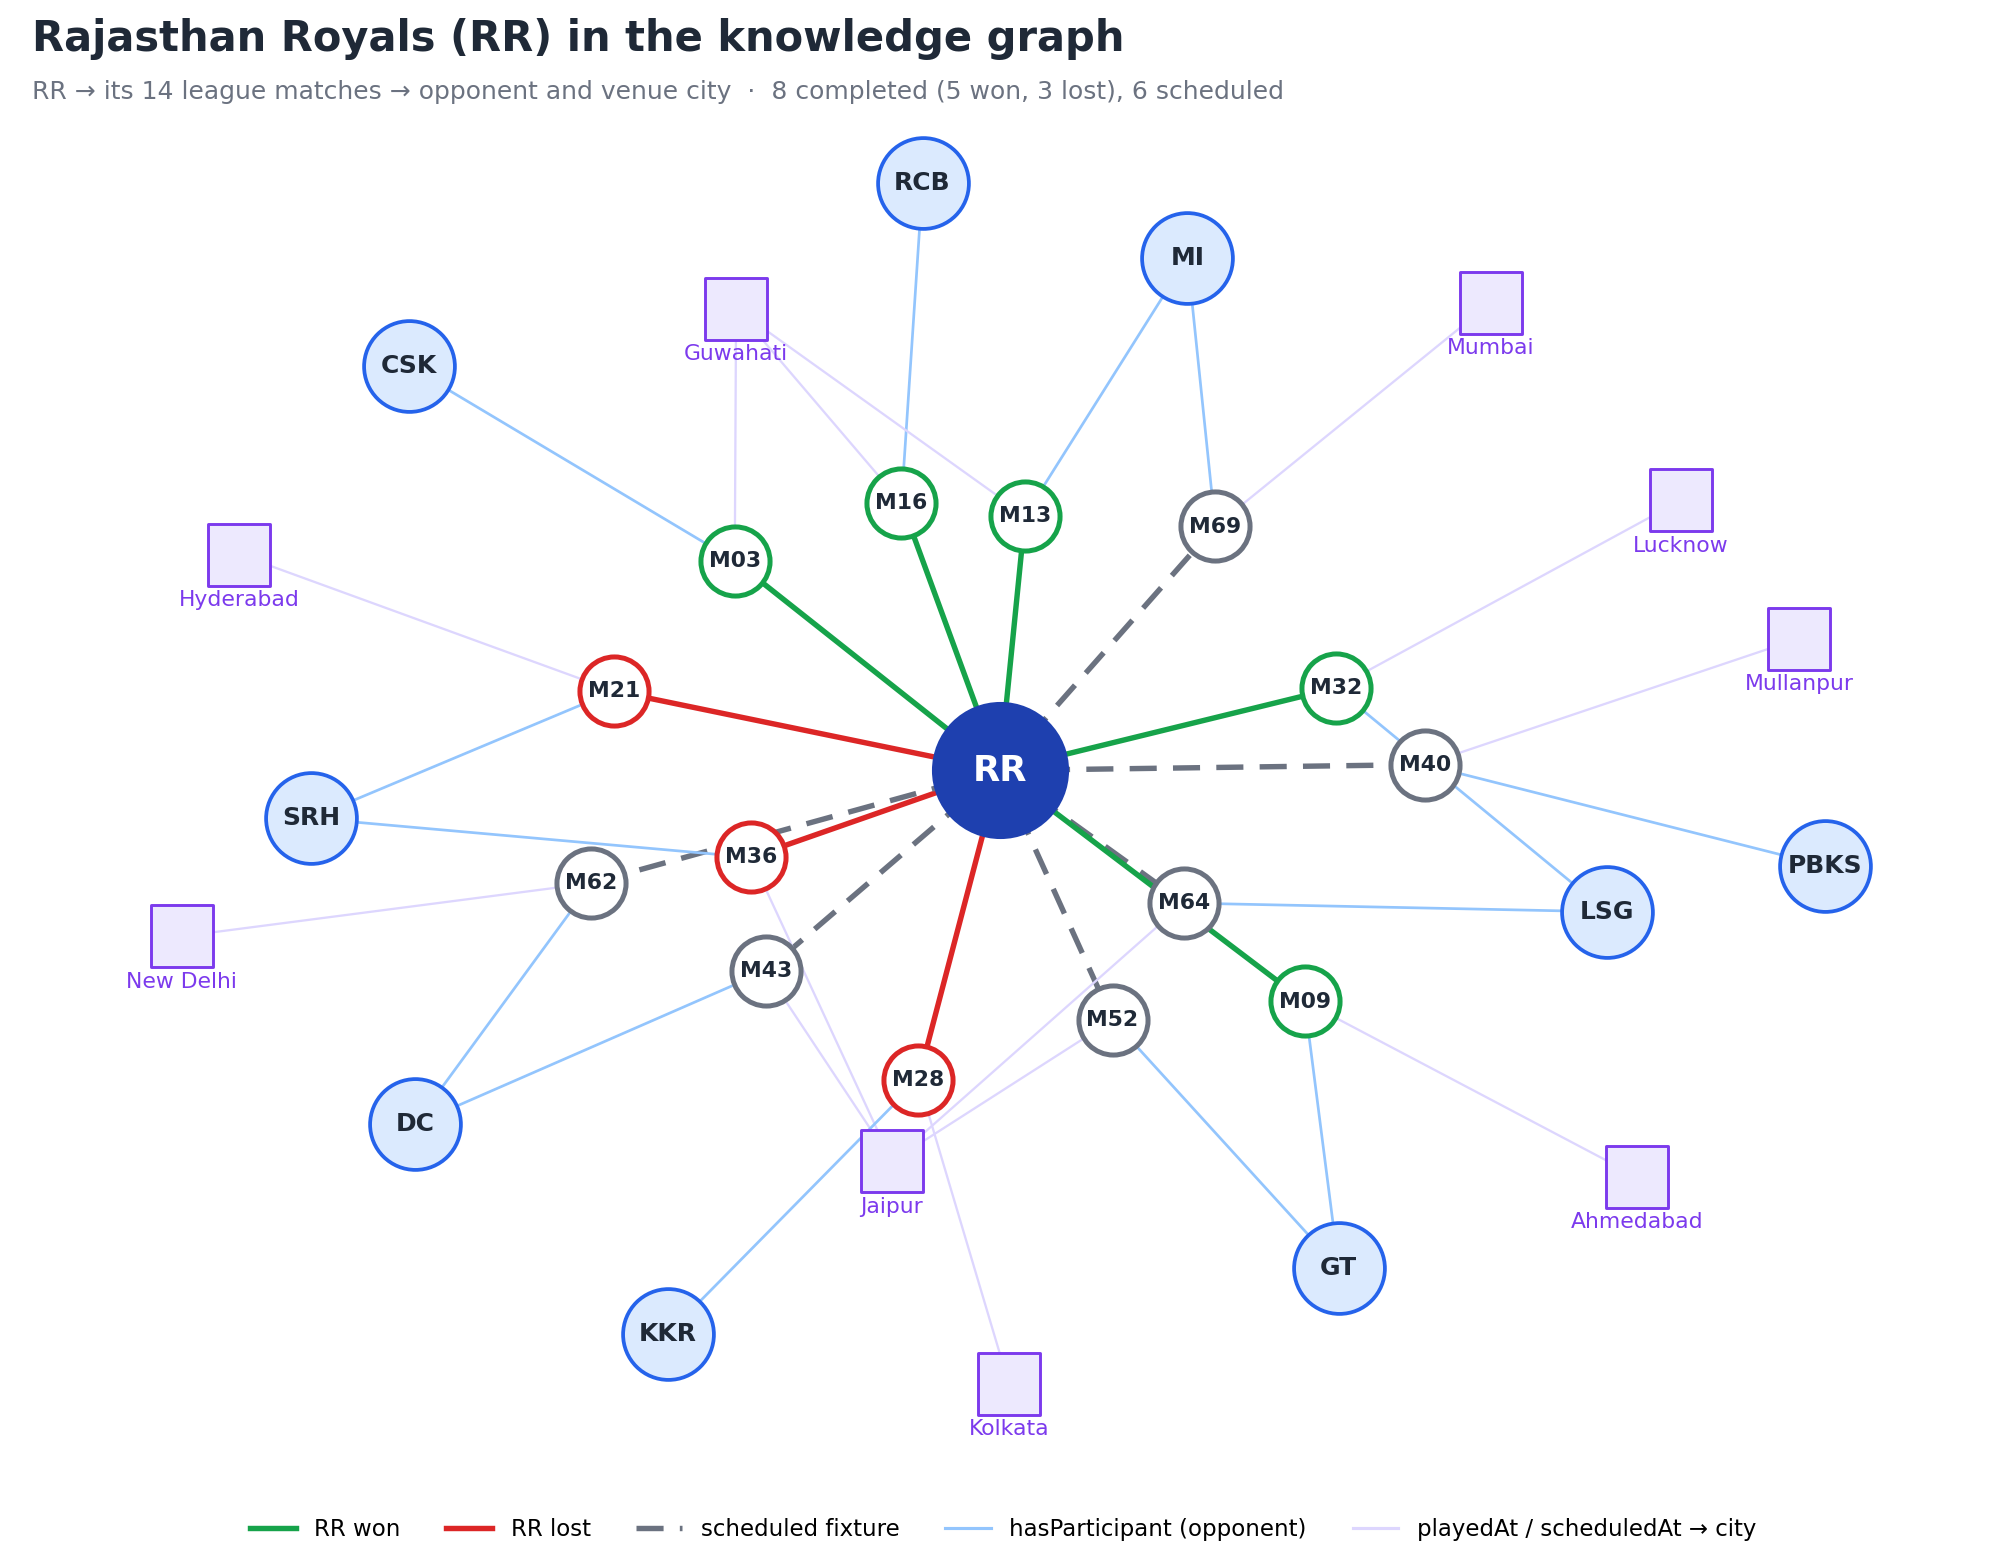 Rajasthan Royals (RR) in the knowledge graph
RR → its 14 league matches → opponent and venue city · 8 completed (5 won, 3 lost), 6 scheduled
RCB
MI
Guwahati
Mumbai
CSK
M16
M13
M69
Lucknow
M03
Hyderabad
Mullanpur
M21
M32
RR
M40
SRH
M36
M62
PBKS
M64
LSG
New Delhi
M43
M09
M52
M28
DC
Jaipur
Ahmedabad
GT
KKR
Kolkata
RR won
RR lost
scheduled fixture
hasParticipant (opponent)
playedAt / scheduledAt → city